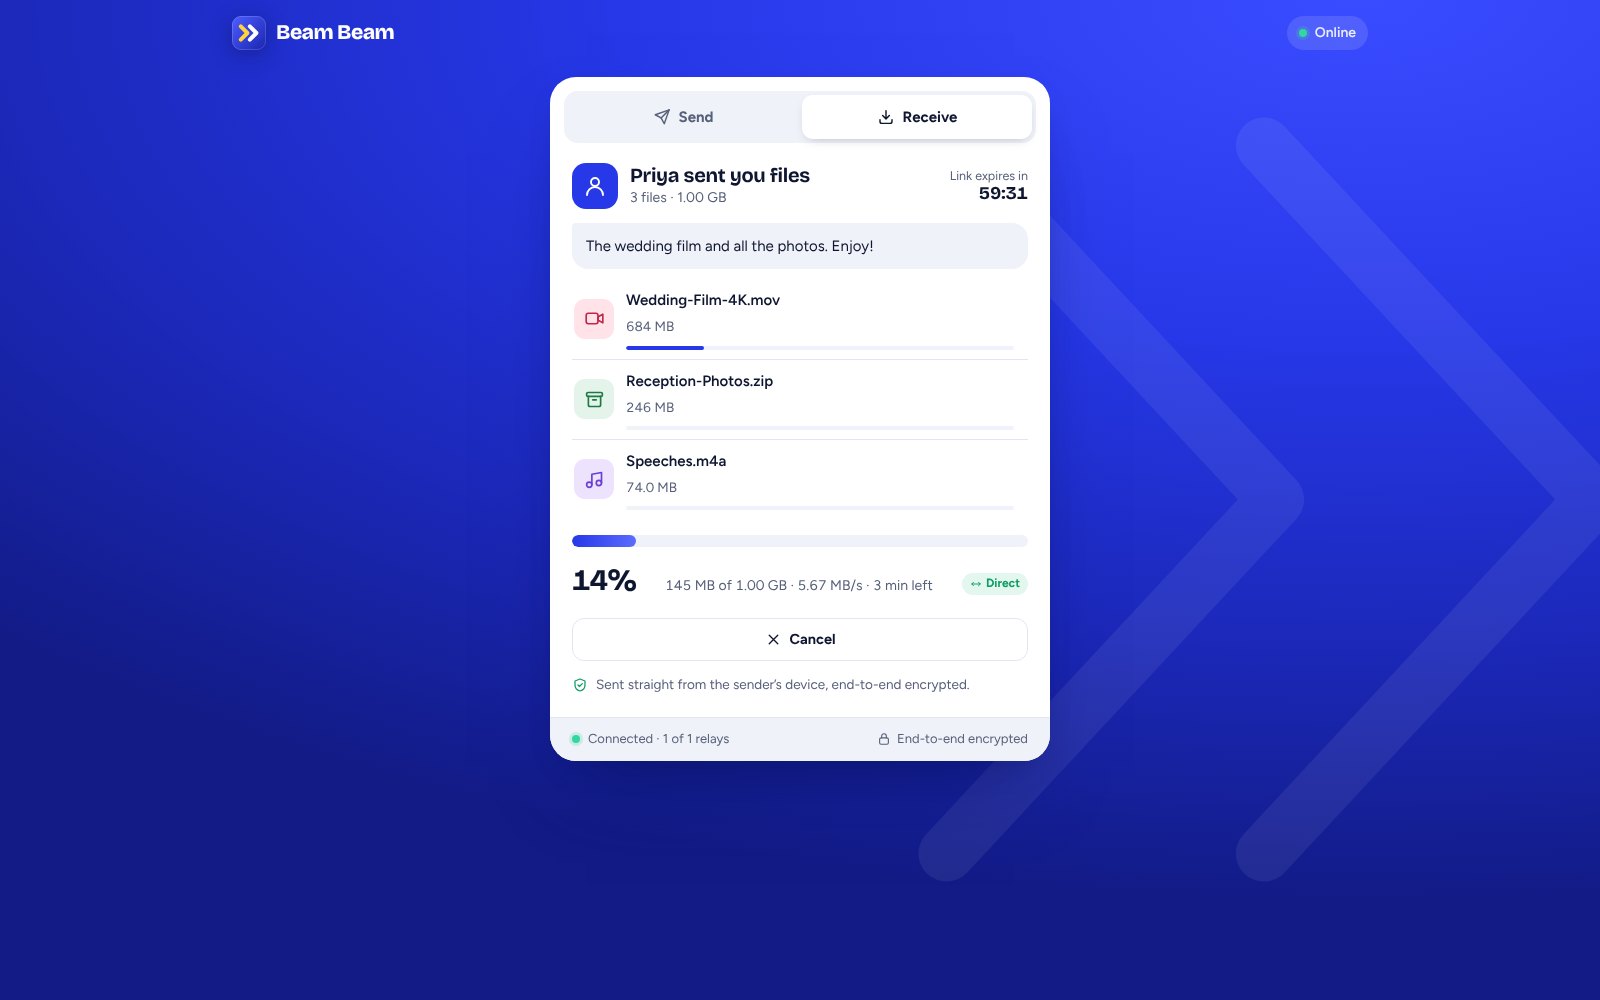 Beam Beam
Online
Send
Receive
Priya sent you files
3 files · 1.00 GB
Link expires in
59:31
The wedding film and all the photos. Enjoy!
Wedding-Film-4K.mov
684 MB
Reception-Photos.zip
246 MB
Speeches.m4a
74.0 MB
14%
145 MB of 1.00 GB · 5.67 MB/s · 3 min left
Direct
Cancel
Sent straight from the sender's device, end-to-end encrypted.
Connected · 1 of 1 relays
End-to-end encrypted